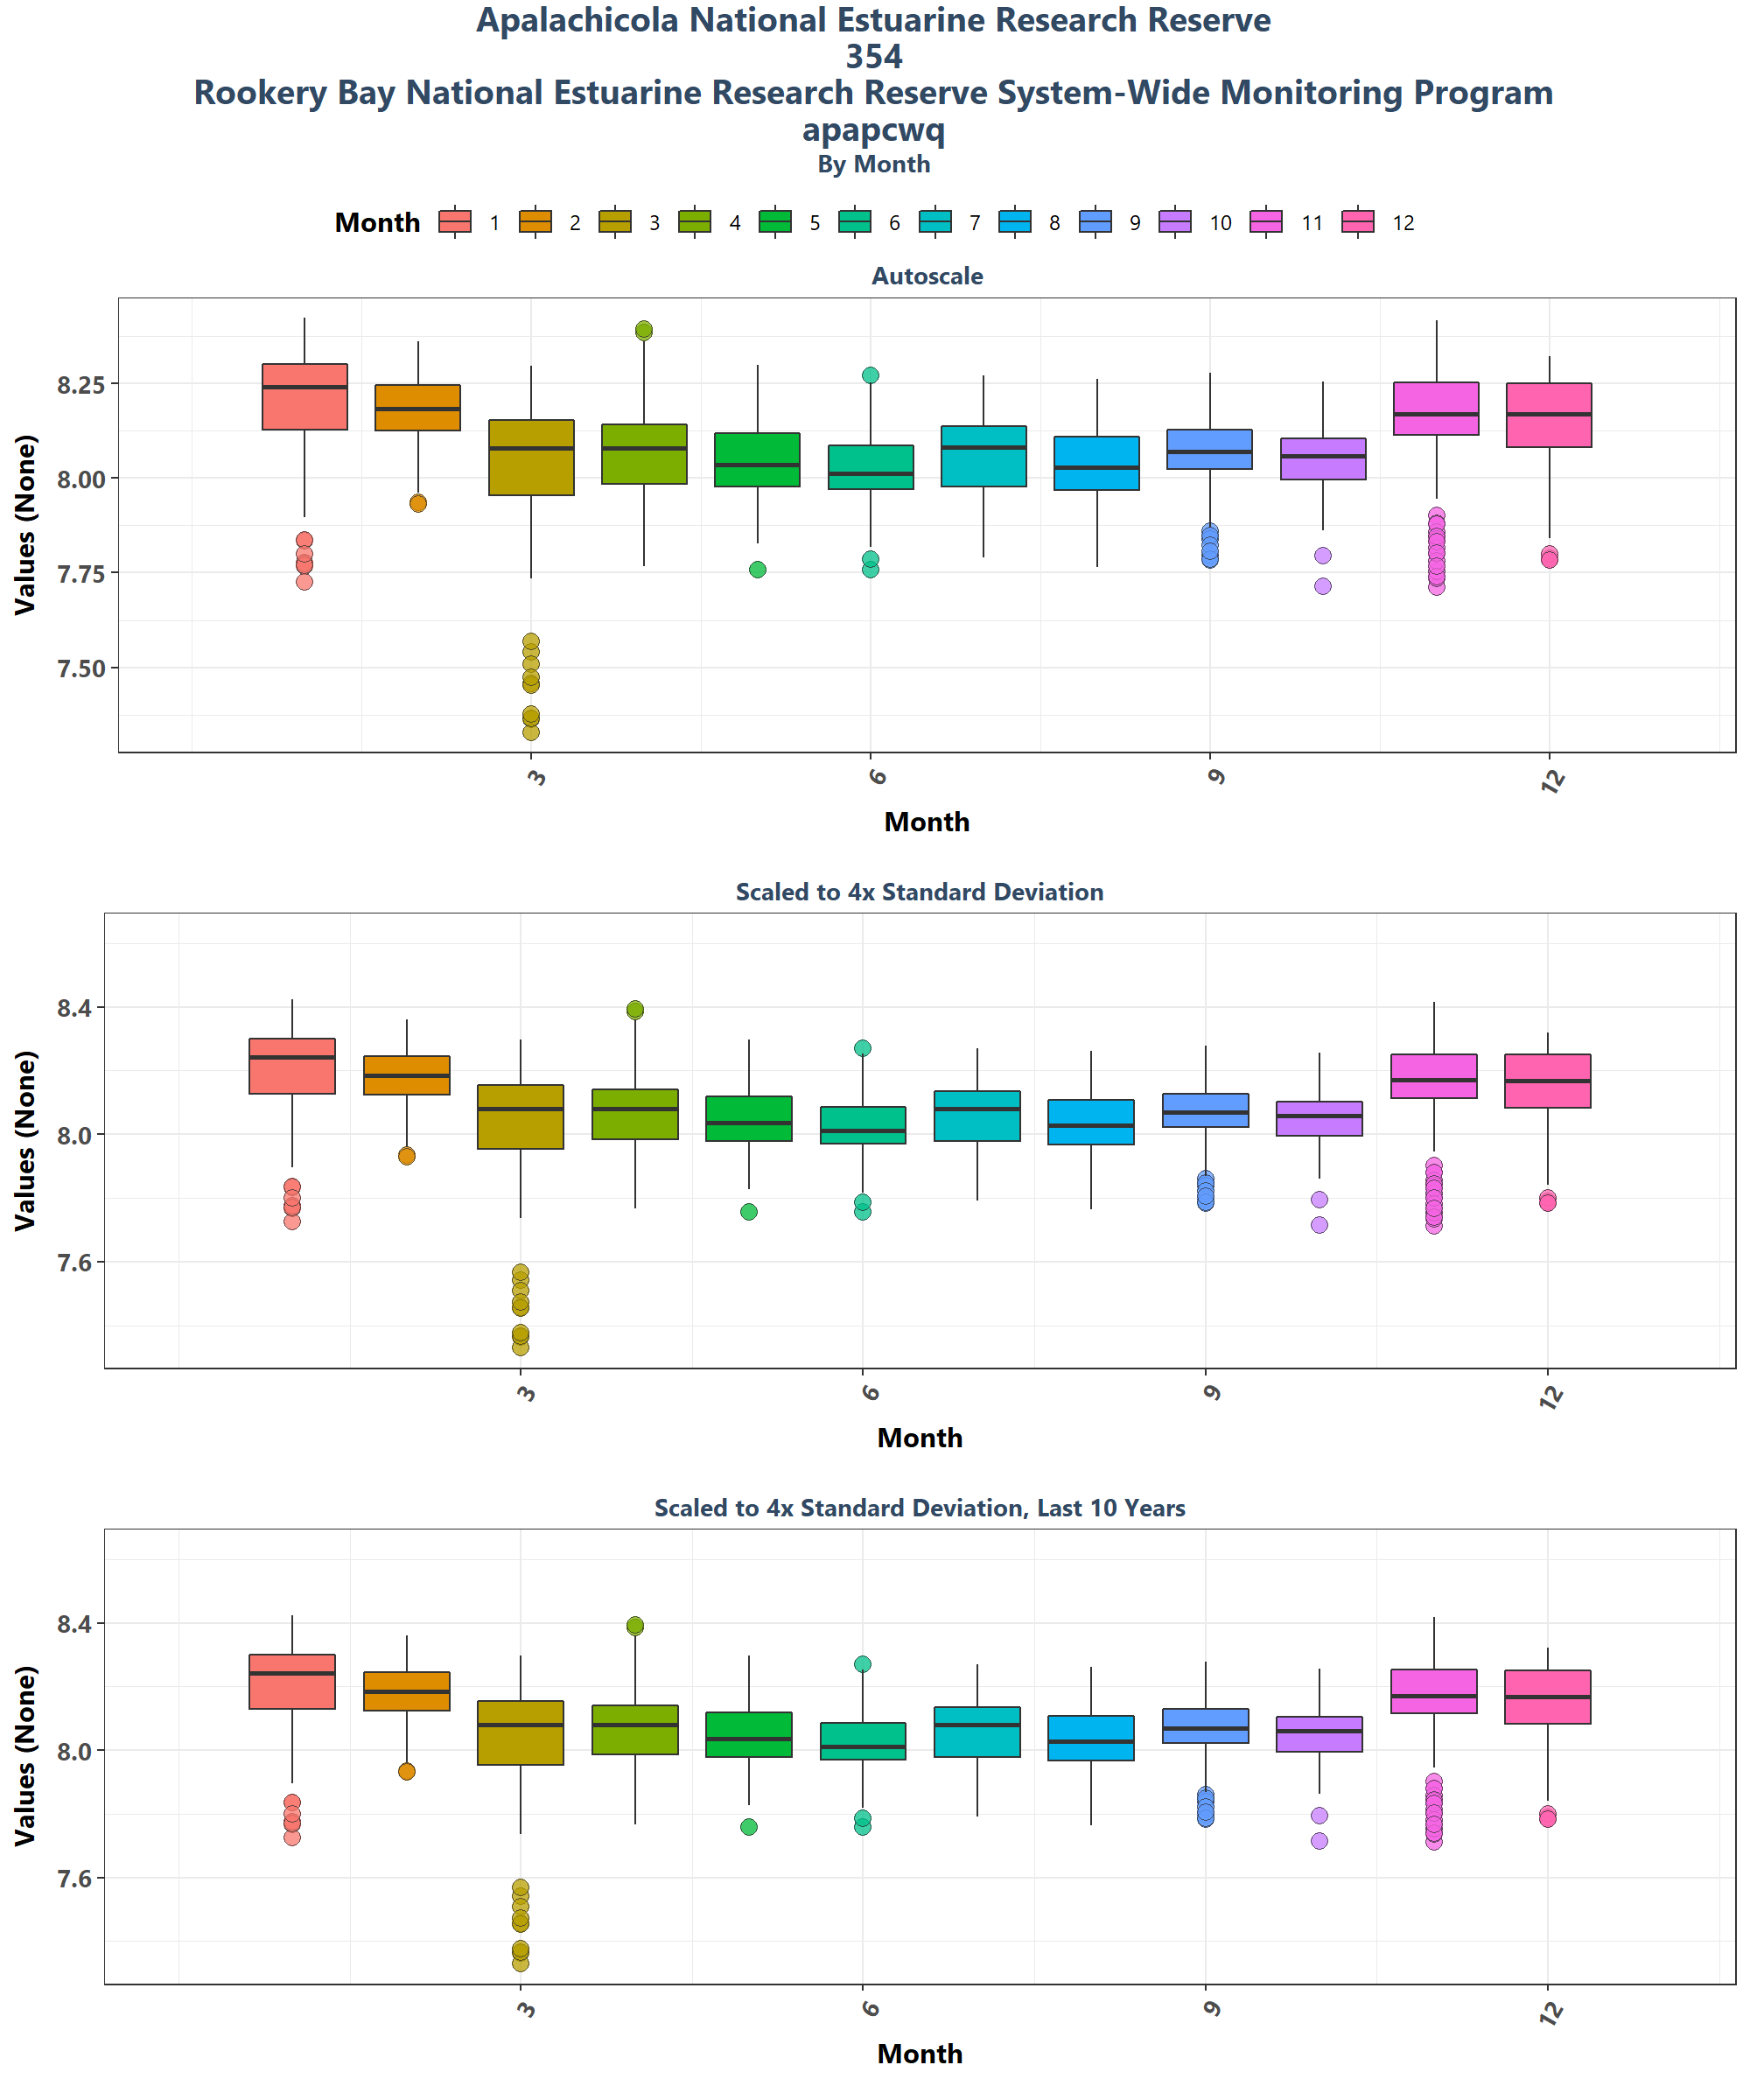 Apalachicola National Estuarine Research Reserve
354
Rookery Bay National Estuarine Research Reserve System-Wide Monitoring Program
apapcwq
By Month
Month 1 2 3 4 5 6 7 8 9 10 11 12
Autoscale
Values (None)
8.25
8.00
7.75
7.50
3 6 9 12
Month
Scaled to 4x Standard Deviation
Values (None)
8.4
8.0
7.6
3 6 9 12
Month
Scaled to 4x Standard Deviation, Last 10 Years
Values (None)
8.4
8.0
7.6
3 6 9 12
Month